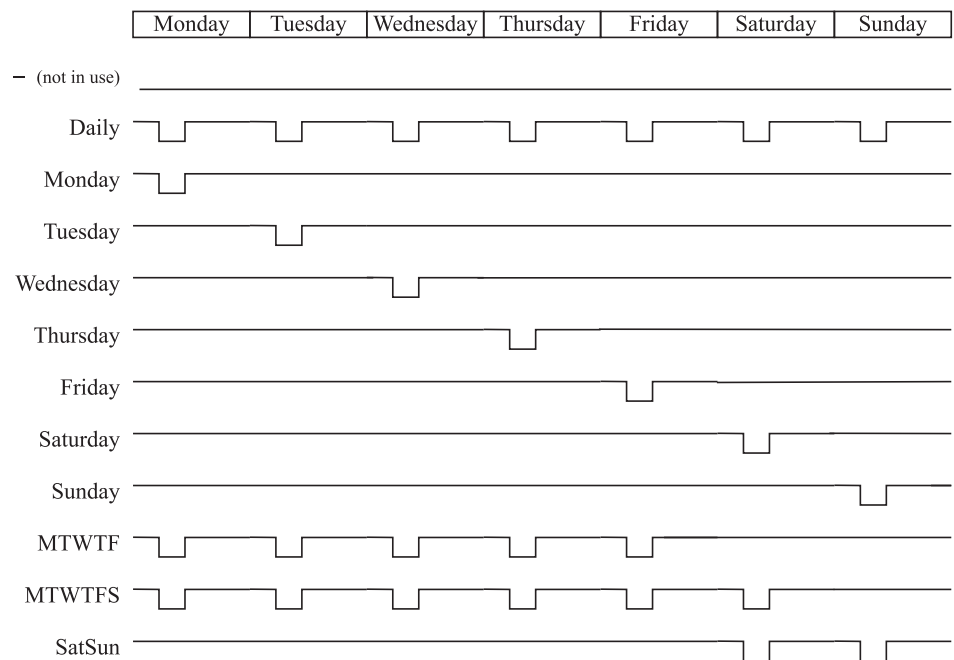 Monday Tuesday Wednesday Thursday Friday Saturday Sunday
– (not in use)
Daily
Monday
Tuesday
Wednesday
Thursday
Friday
Saturday
Sunday
MTWTF
MTWTFS
SatSun